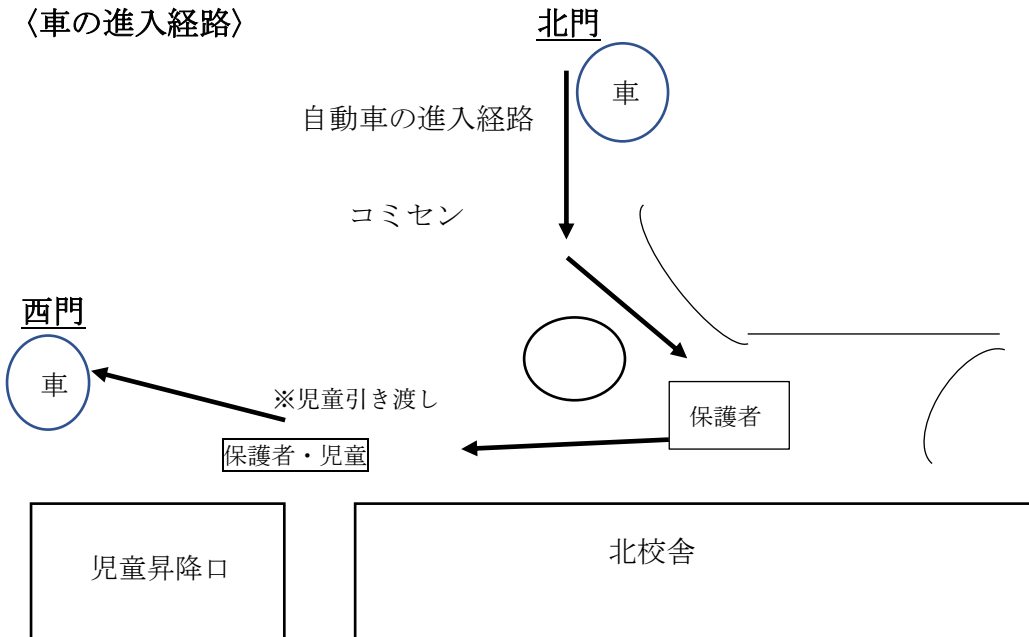 〈車の進入経路〉
北門
車
自動車の進入経路
コミセン
西門
車
※児童引き渡し
保護者
保護者・児童
児童昇降口
北校舎